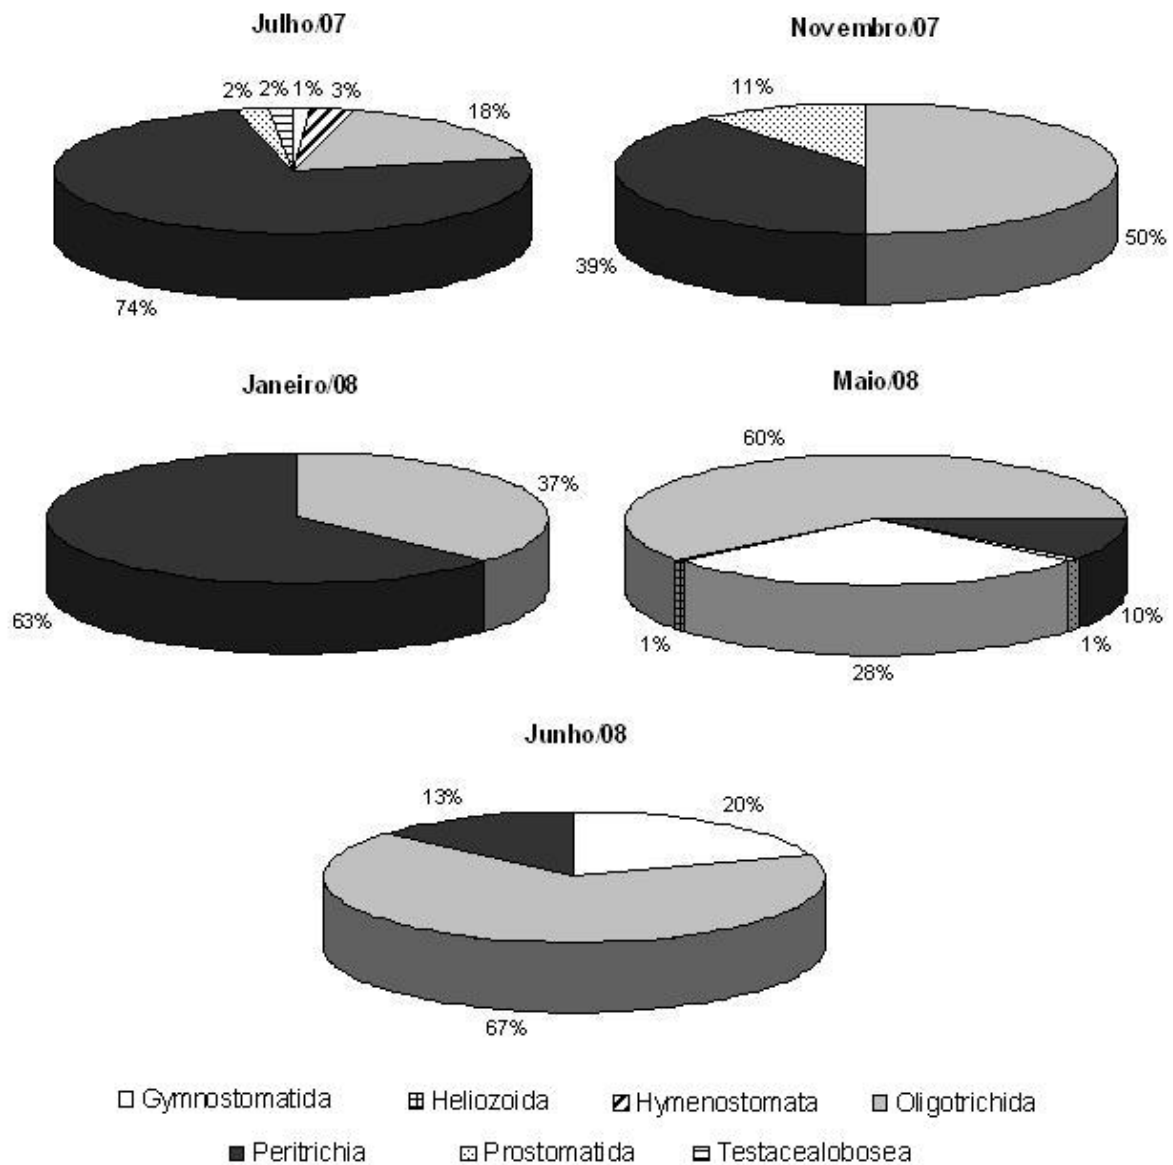 Julho/07
2% 2% 1% 3%
18%
74%
Novembro/07
11%
50%
39%
Janeiro/08
37%
63%
Maio/08
60%
10%
1%
28%
1%
Junho/08
13%
20%
67%
Gymnostomatida Heliozoida Hymenostomata Oligotrichida
Peritrichia Prostomatida Testacealobosea